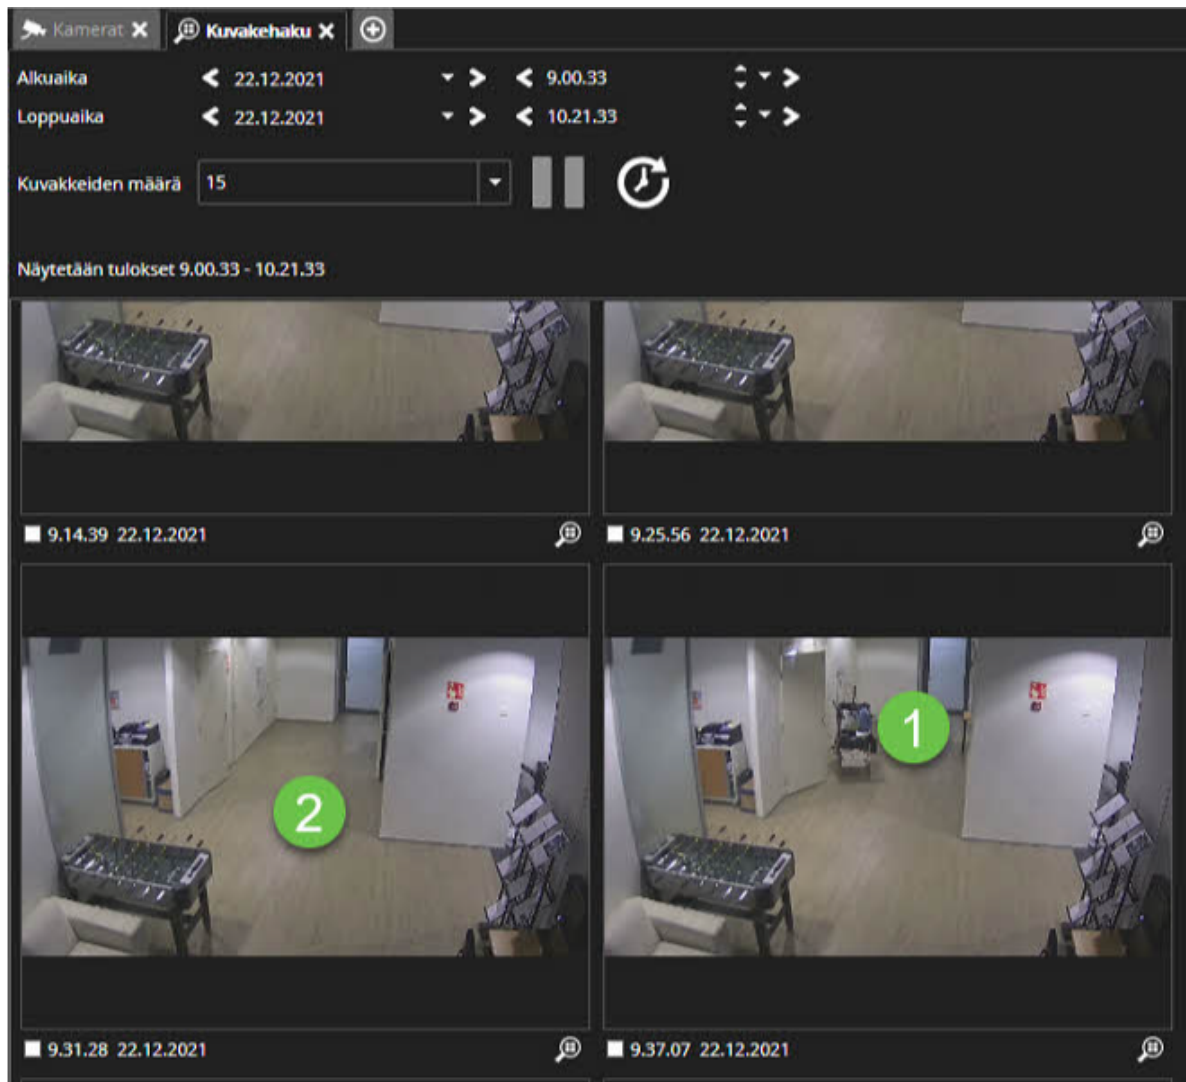 Kamerat Kuvakehaku
Alkuaika 22.12.2021 9.00.33
Loppuaika 22.12.2021 10.21.33
Kuvakkeiden määrä 15
Näytetään tulokset 9.00.33 - 10.21.33
9.14.39 22.12.2021 9.25.56 22.12.2021
1
2
9.31.28 22.12.2021 9.37.07 22.12.2021